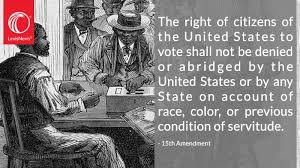 LexisNexis®
The right of citizens of
the United States to
vote shall not be denied
or abridged by the
United States or by any
State on account of
race, color, or previous
condition of servitude.
- 15th Amendment